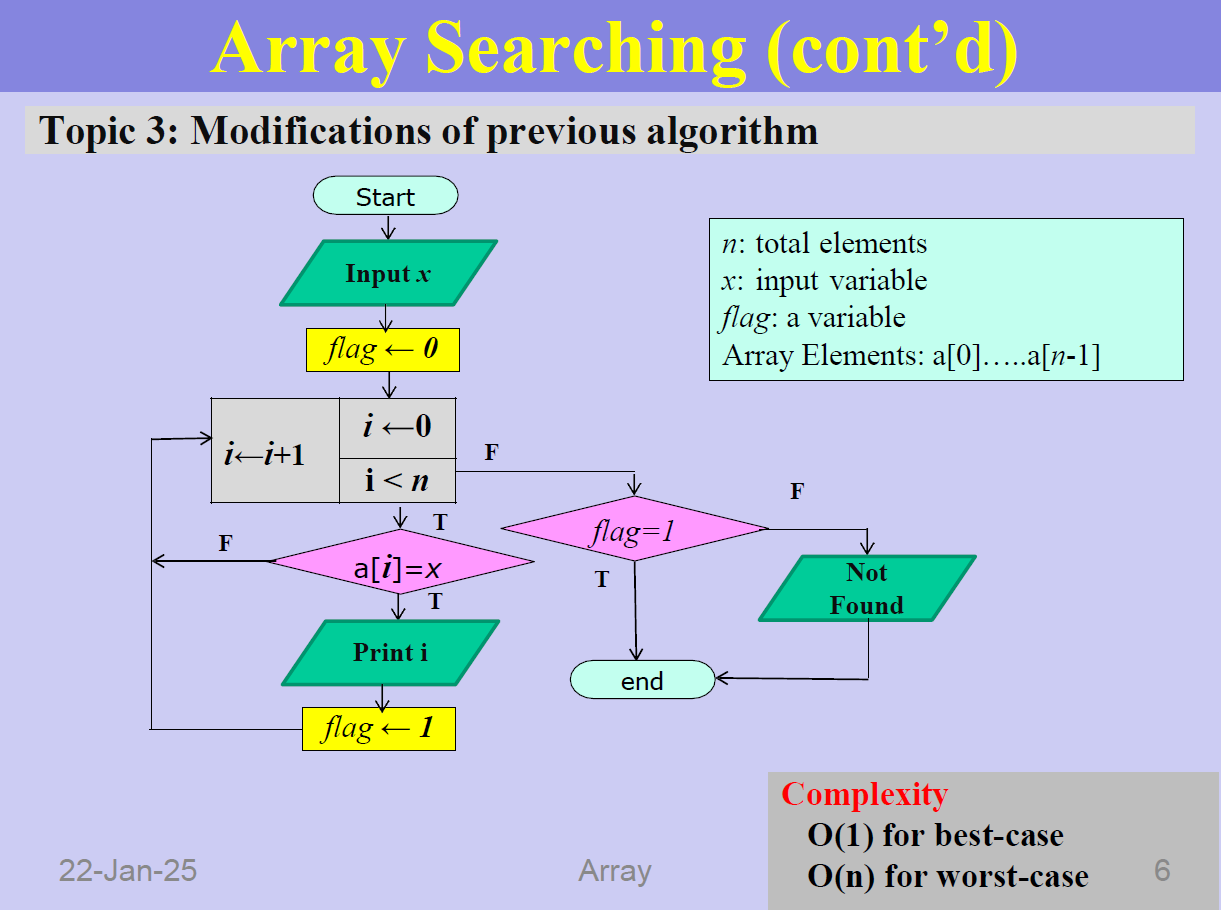 Array Searching (cont’d)
Topic 3: Modifications of previous algorithm
Start
Input x
flag ← 0
i ←0
i←i+1
i < n
F
T
a[i]=x
F
T
Print i
flag ← 1
flag=1
F
T
Not
Found
end
n: total elements
x: input variable
flag: a variable
Array Elements: a[0]…..a[n-1]
Complexity
O(1) for best-case
O(n) for worst-case
22-Jan-25
Array
6